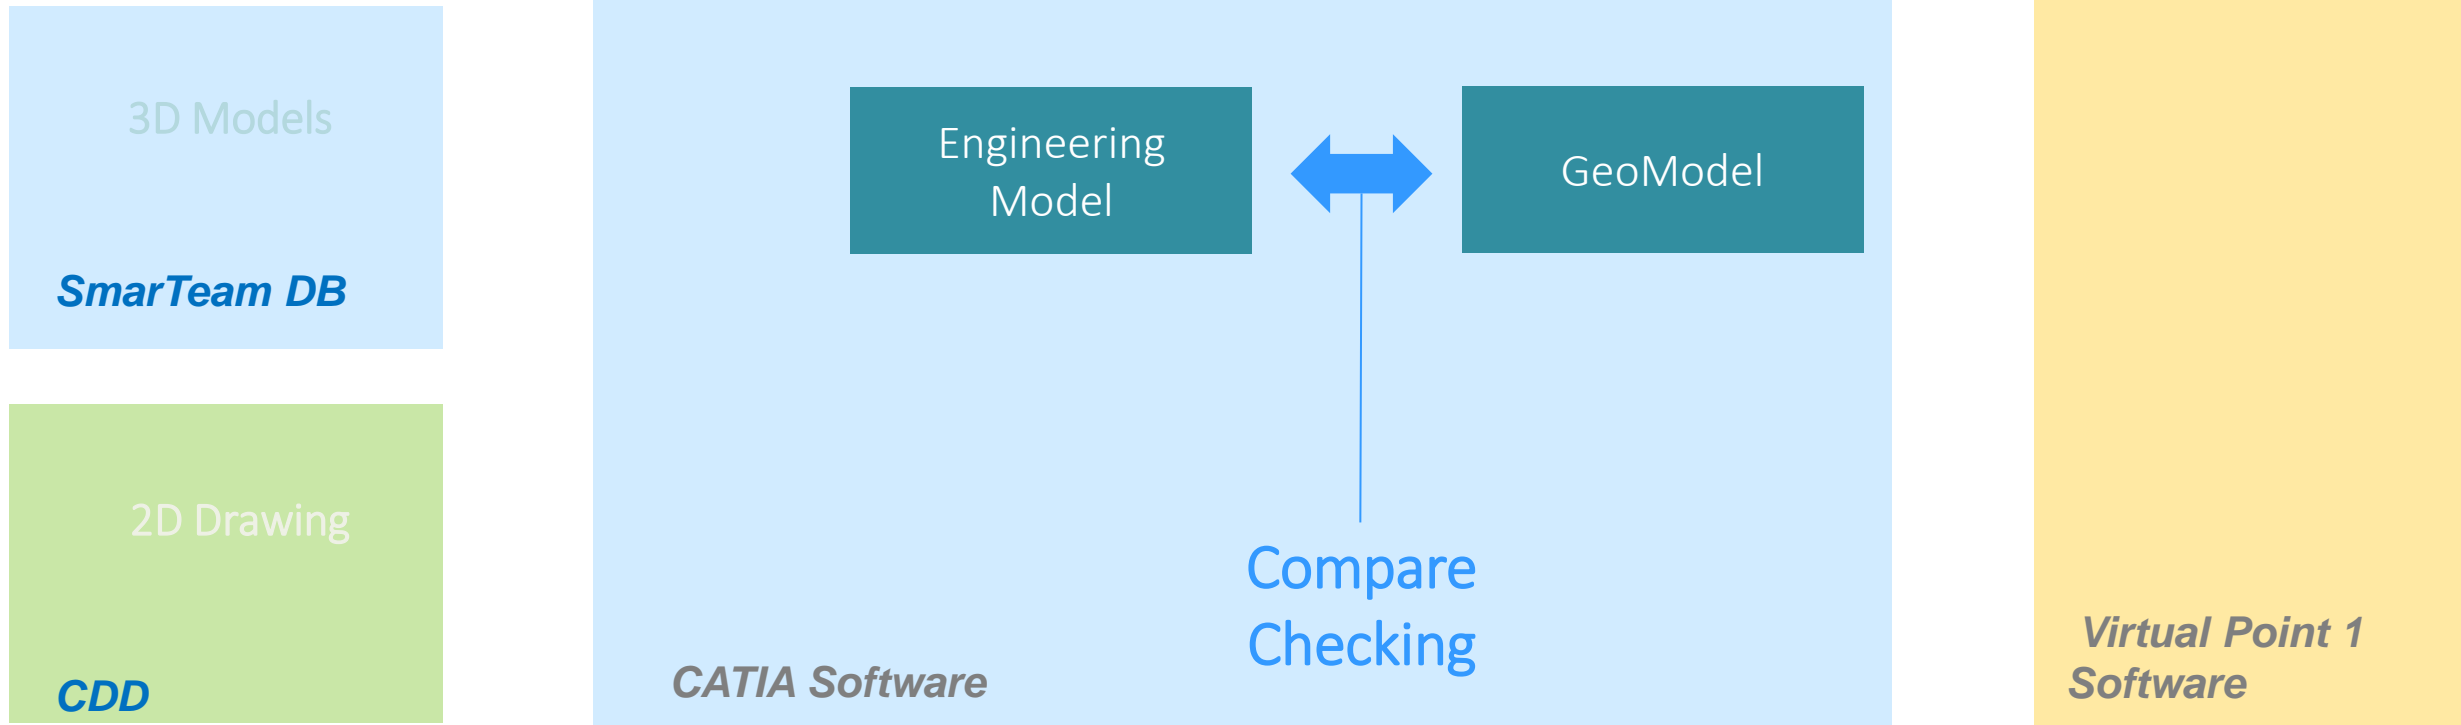 3D Models
SmarTeam DB
2D Drawing
CDD
Engineering
Model
GeoModel
Compare
Checking
CATIA Software
Virtual Point 1
Software